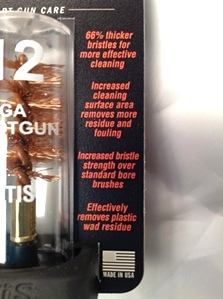 GUN CARE
12
GA
TGUN
TIS
66% thicker
bristles for
more effective
cleaning
Increased
cleaning
surface area
removes more
residue and
fouling
Increased bristle
strength over
standard bore
brushes
Effectively
removes plastic
wad residue
MADE IN USA